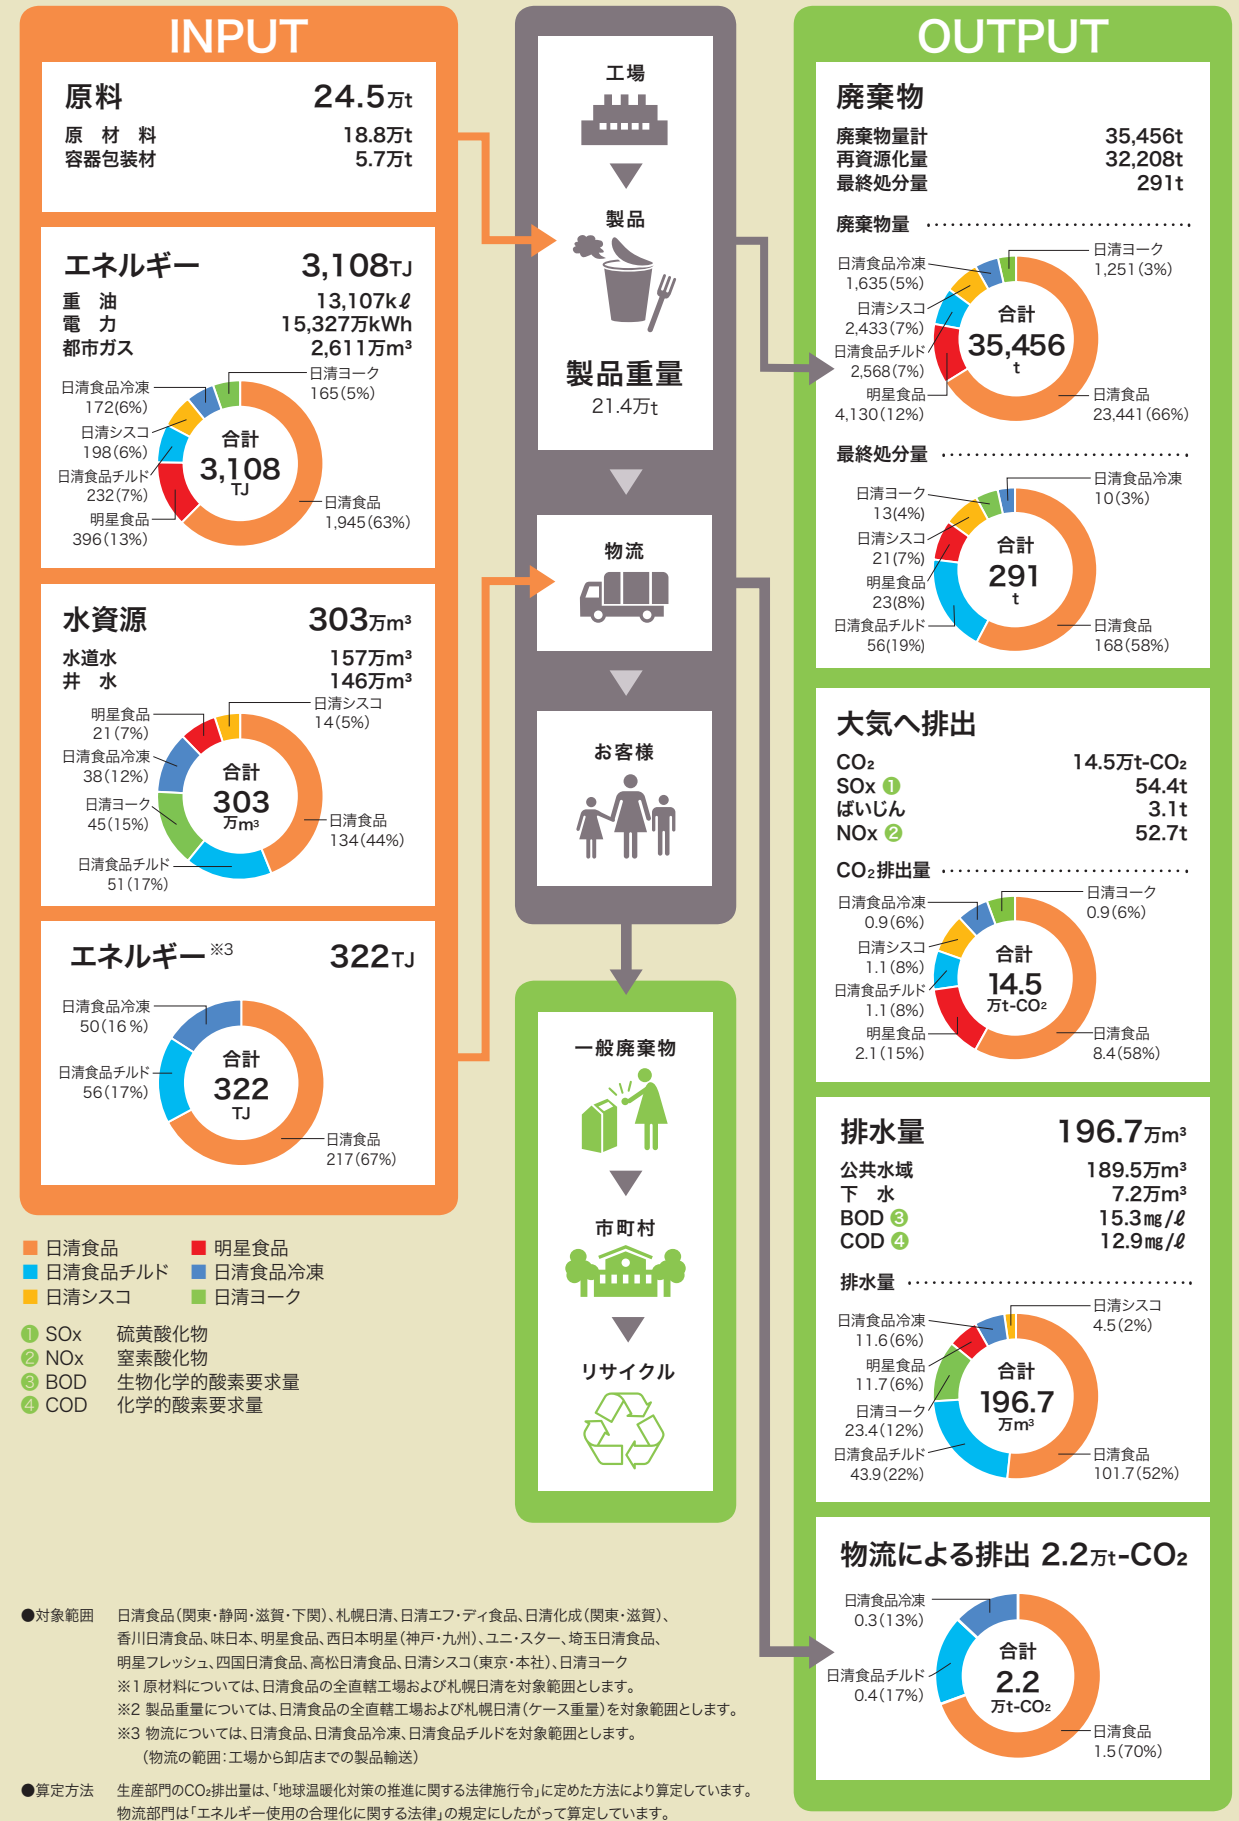 INPUT
原料 24.5万t
原 材 料 18.8万t
容器包装材 5.7万t
エネルギー 3,108TJ
重 油 13,107kℓ
電 力 15,327万kWh
都市ガス 2,611万m³
日清食品冷凍
172(6%)
日清シスコ
198(6%)
日清食品チルド
232(7%)
明星食品
396(13%)
日清ヨーク
165(5%)
合計
3,108
TJ
日清食品
1,945(63%)
水資源 303万m³
水道水 157万m³
井 水 146万m³
明星食品
21(7%)
日清食品冷凍
38(12%)
日清ヨーク
45(15%)
日清食品チルド
51(17%)
日清シスコ
14(5%)
合計
303
万m³
日清食品
134(44%)
エネルギー※3 322TJ
日清食品冷凍
50(16%)
日清食品チルド
56(17%)
合計
322
TJ
日清食品
217(67%)
日清食品 明星食品
日清食品チルド 日清食品冷凍
日清シスコ 日清ヨーク
❶ SOx 硫黄酸化物
❷ NOx 窒素酸化物
❸ BOD 生物化学的酸素要求量
❹ COD 化学的酸素要求量
工場
製品
製品重量
21.4万t
物流
お客様
一般廃棄物
市町村
リサイクル
OUTPUT
廃棄物
廃棄物量計 35,456t
再資源化量 32,208t
最終処分量 291t
廃棄物量
日清食品冷凍
1,635(5%)
日清シスコ
2,433(7%)
日清食品チルド
2,568(7%)
明星食品
4,130(12%)
日清ヨーク
1,251(3%)
合計
35,456
t
日清食品
23,441(66%)
最終処分量
日清ヨーク
13(4%)
日清シスコ
21(7%)
明星食品
23(8%)
日清食品チルド
56(19%)
日清食品冷凍
10(3%)
合計
291
t
日清食品
168(58%)
大気へ排出
CO₂ 14.5万t-CO₂
SOx ❶ 54.4t
ばいじん 3.1t
NOx ❷ 52.7t
CO₂排出量
日清食品冷凍
0.9(6%)
日清シスコ
1.1(8%)
日清食品チルド
1.1(8%)
明星食品
2.1(15%)
日清ヨーク
0.9(6%)
合計
14.5
万t-CO₂
日清食品
8.4(58%)
排水量 196.7万m³
公共水域 189.5万m³
下 水 7.2万m³
BOD ❸ 15.3㎎/ℓ
COD ❹ 12.9㎎/ℓ
排水量
日清食品冷凍
11.6(6%)
明星食品
11.7(6%)
日清ヨーク
23.4(12%)
日清食品チルド
43.9(22%)
日清シスコ
4.5(2%)
合計
196.7
万m³
日清食品
101.7(52%)
物流による排出 2.2万t-CO₂
日清食品冷凍
0.3(13%)
日清食品チルド
0.4(17%)
合計
2.2
万t-CO₂
日清食品
1.5(70%)
●対象範囲 日清食品(関東・静岡・滋賀・下関)、札幌日清、日清エフ・ディ食品、日清化成(関東・滋賀)、
香川日清食品、味日本、明星食品、西日本明星(神戸・九州)、ユニ・スター、埼玉日清食品、
明星フレッシュ、四国日清食品、高松日清食品、日清シスコ(東京・本社)、日清ヨーク
※1原材料については、日清食品の全直轄工場および札幌日清を対象範囲とします。
※2 製品重量については、日清食品の全直轄工場および札幌日清(ケース重量)を対象範囲とします。
※3 物流については、日清食品、日清食品冷凍、日清食品チルドを対象範囲とします。
(物流の範囲:工場から卸店までの製品輸送)
●算定方法 生産部門のCO₂排出量は、「地球温暖化対策の推進に関する法律施行令」に定めた方法により算定しています。
物流部門は「エネルギー使用の合理化に関する法律」の規定にしたがって算定しています。